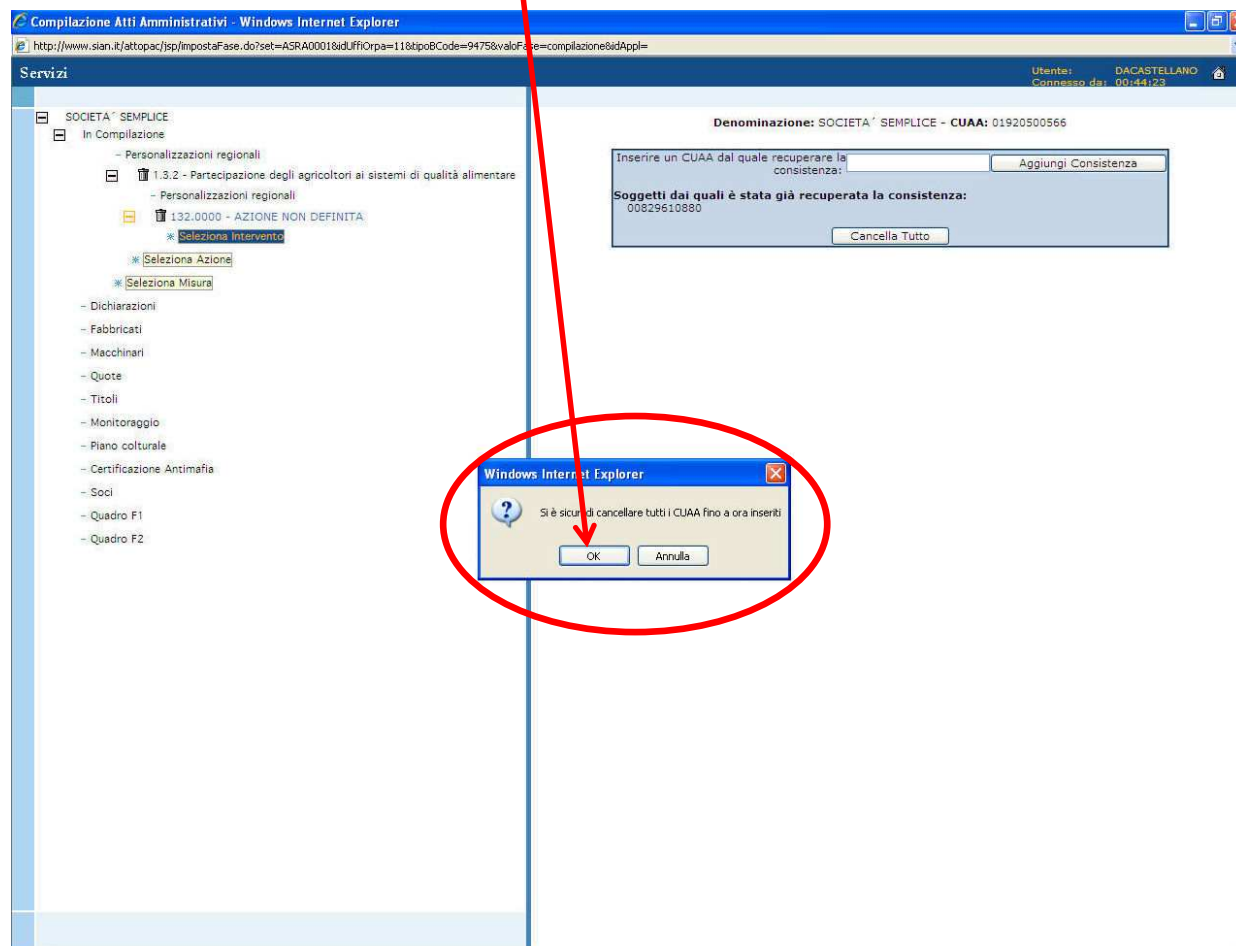 Compilazione Atti Amministrativi - Windows Internet Explorer
http://www.sian.it/attopac/jsp/impostaFase.do?set=ASRA0001&idUffiOrpa=11&tipoBCode=9475&valoFase=compilazione&idAppl=
Servizi
Utente: DACASTELLANO
Connesso da: 00:44:23
SOCIETA´ SEMPLICE
In Compilazione
- Personalizzazioni regionali
1.3.2 - Partecipazione degli agricoltori ai sistemi di qualità alimentare
- Personalizzazioni regionali
132.0000 - AZIONE NON DEFINITA
Seleziona Intervento
Seleziona Azione
Seleziona Misura
- Dichiarazioni
- Fabbricati
- Macchinari
- Quote
- Titoli
- Monitoraggio
- Piano colturale
- Certificazione Antimafia
- Soci
- Quadro F1
- Quadro F2
Denominazione: SOCIETA´ SEMPLICE - CUAA: 01920500566
Inserire un CUAA dal quale recuperare la
consistenza:
Aggiungi Consistenza
Soggetti dai quali è stata già recuperata la consistenza:
00829610880
Cancella Tutto
Windows Internet Explorer
Si è sicuri di cancellare tutti i CUAA fino a ora inseriti
OK Annulla